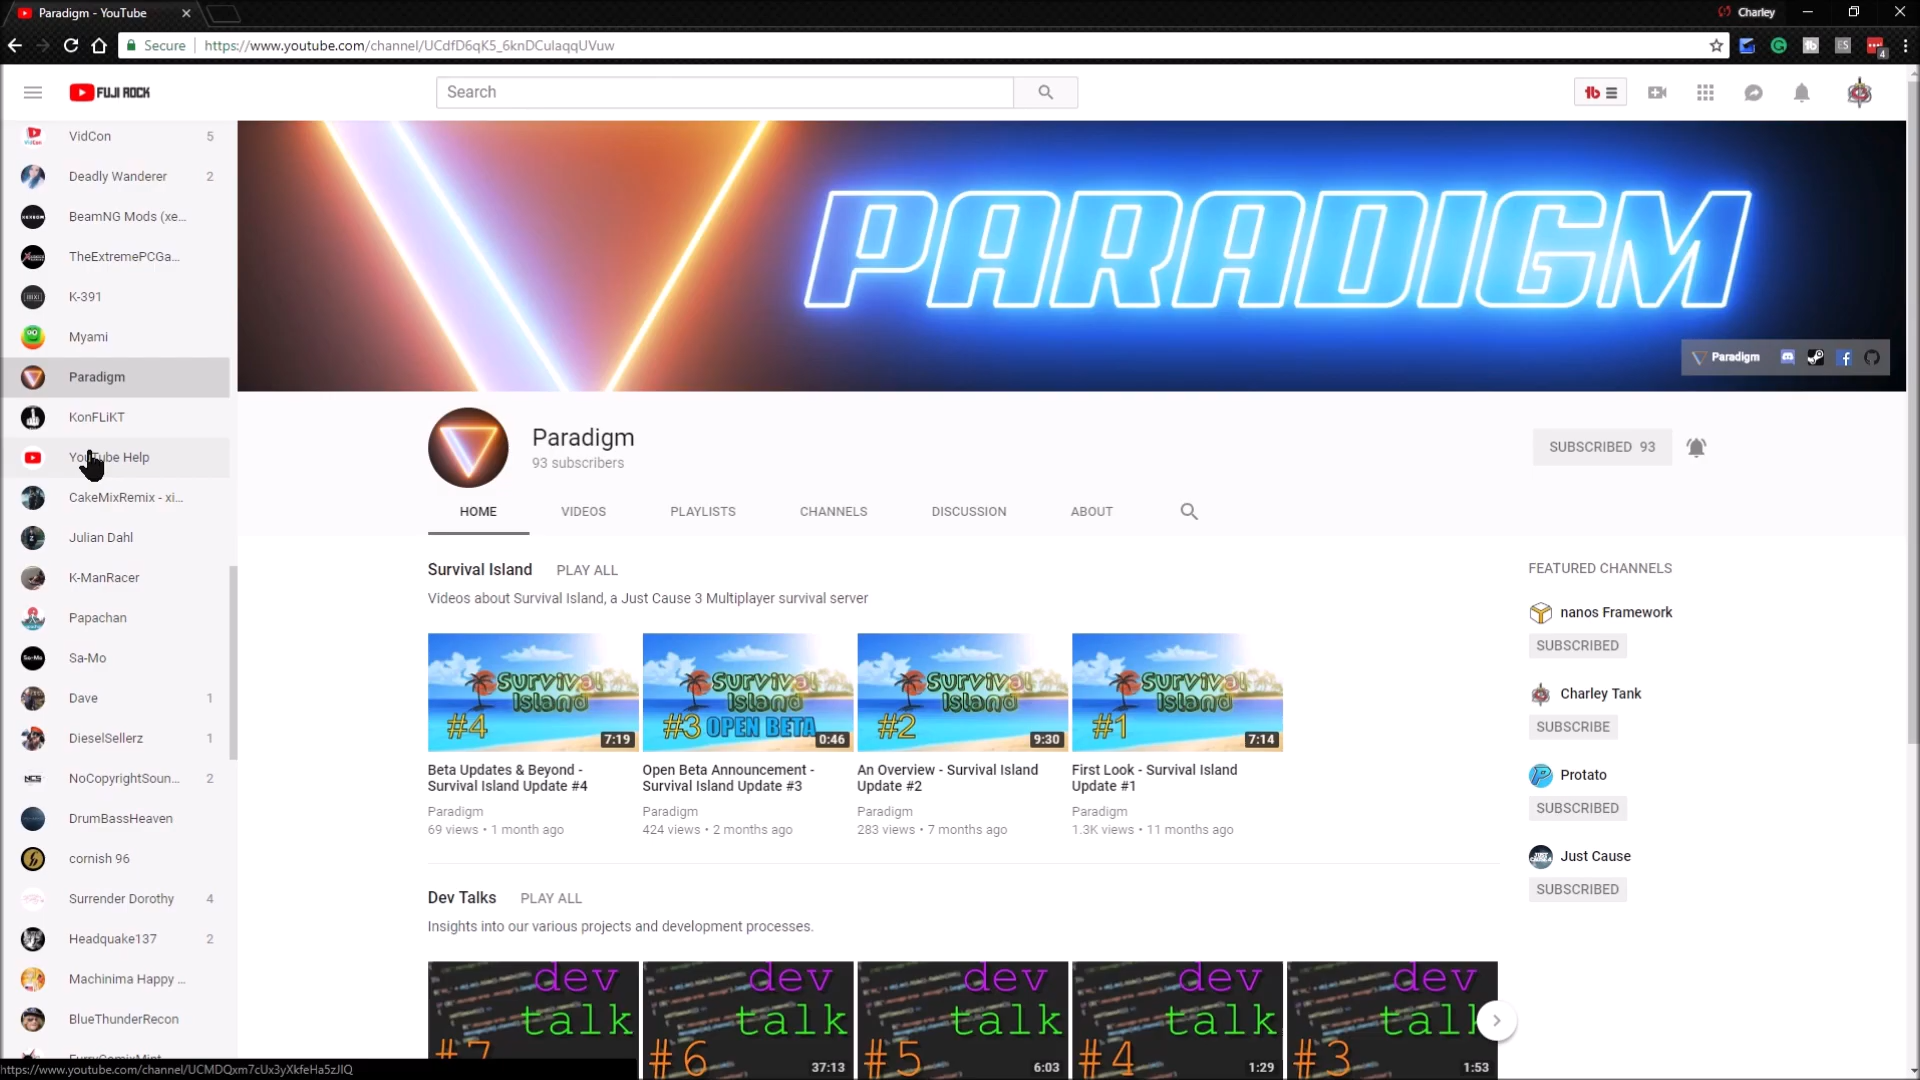 Paradigm - YouTube
Charley
Secure
https://www.youtube.com/channel/UCdfD6qK5_6knDCulaqqUVuw
FUJI ROCK
Search
VidCon 5
Deadly Wanderer 2
BeamNG Mods (xe...
TheExtremePCGa...
K-391
Myami
Paradigm
KonFLiKT
YouTube Help
CakeMixRemix - xi...
Julian Dahl
K-ManRacer
Papachan
Sa-Mo
Dave 1
DieselSellerz 1
NoCopyrightSoun... 2
DrumBassHeaven
cornish 96
Surrender Dorothy 4
Headquake137 2
Machinima Happy ...
BlueThunderRecon
https://www.youtube.com/channel/UCMDQxm7cUx3yXkfeHa5zJIQ
PARADIGM
Paradigm
Paradigm
93 subscribers
SUBSCRIBED 93
HOME VIDEOS PLAYLISTS CHANNELS DISCUSSION ABOUT
Survival Island PLAY ALL
Videos about Survival Island, a Just Cause 3 Multiplayer survival server
Survival Island #4 7:19
Survival Island #3 OPEN BETA 0:46
Survival Island #2 9:30
Survival Island #1 7:14
Beta Updates & Beyond -
Survival Island Update #4
Paradigm
69 views • 1 month ago
Open Beta Announcement -
Survival Island Update #3
Paradigm
424 views • 2 months ago
An Overview - Survival Island
Update #2
Paradigm
283 views • 7 months ago
First Look - Survival Island
Update #1
Paradigm
1.3K views • 11 months ago
Dev Talks PLAY ALL
Insights into our various projects and development processes.
dev talk #7
dev talk #6 37:13
dev talk #5 6:03
dev talk #4 1:29
dev talk #3 1:53
FEATURED CHANNELS
nanos Framework
SUBSCRIBED
Charley Tank
SUBSCRIBE
Protato
SUBSCRIBED
Just Cause
SUBSCRIBED